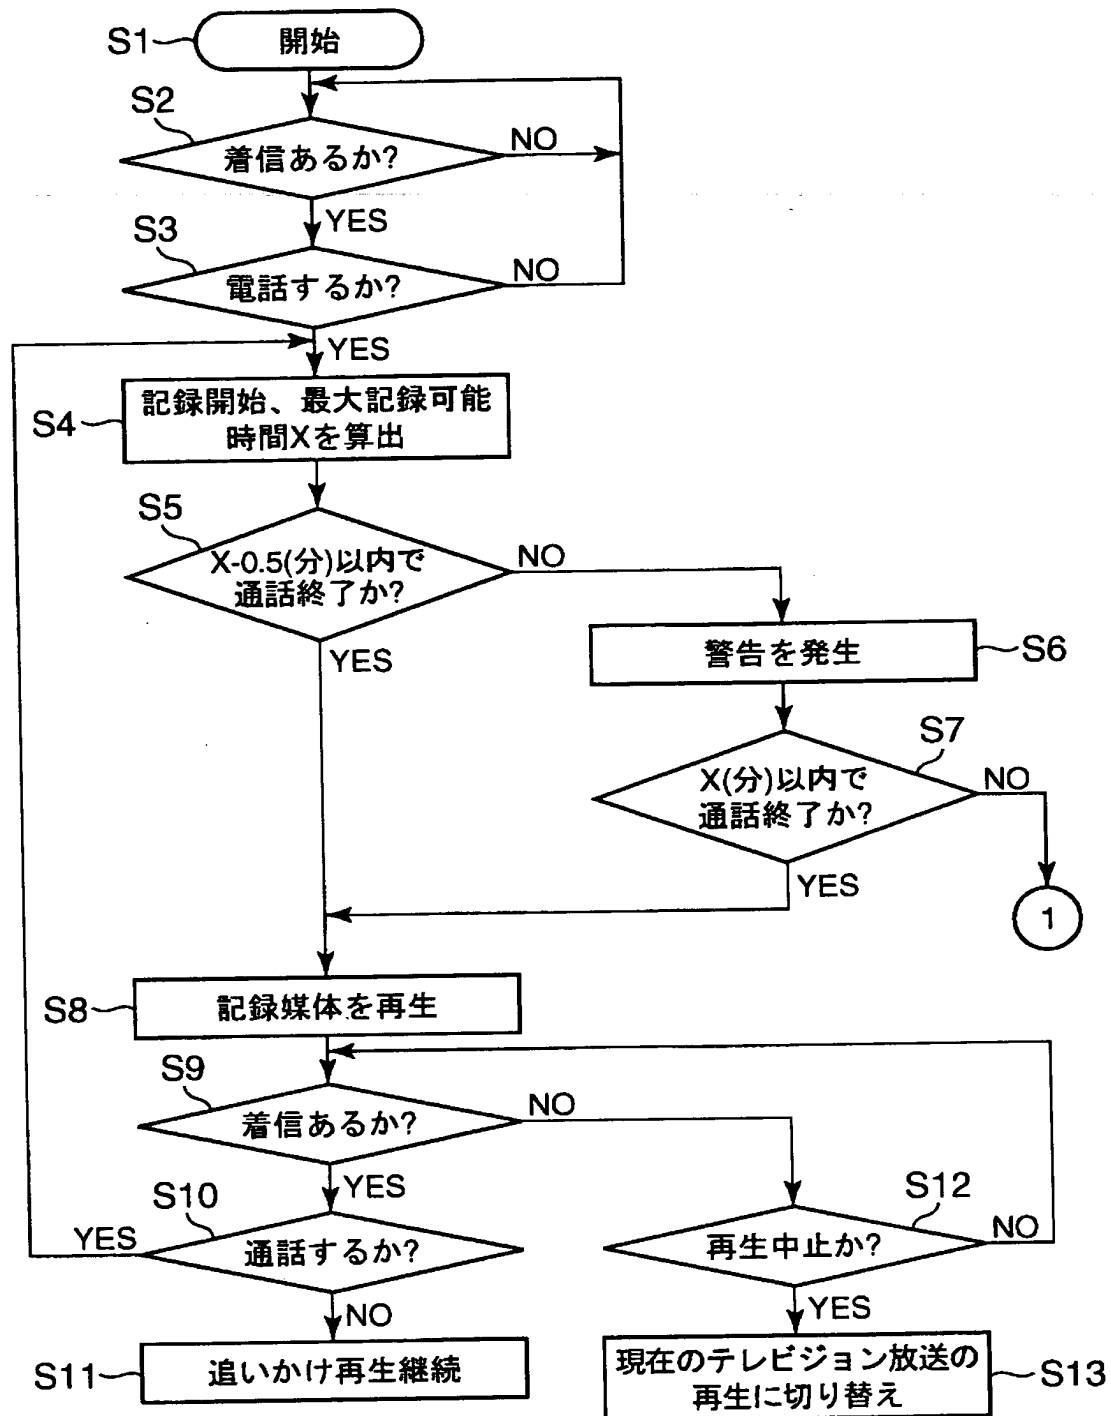 S1
開始
S2
着信あるか?
NO
YES
S3
電話するか?
NO
YES
S4
記録開始、最大記録可能
時間Xを算出
S5
X-0.5(分)以内で
通話終了か?
NO
YES
警告を発生
S6
S7
X(分)以内で
通話終了か?
NO
YES
1
S8
記録媒体を再生
S9
着信あるか?
NO
YES
S10
通話するか?
YES
NO
S12
再生中止か?
NO
YES
S11
追いかけ再生継続
現在のテレビジョン放送の
再生に切り替え
S13